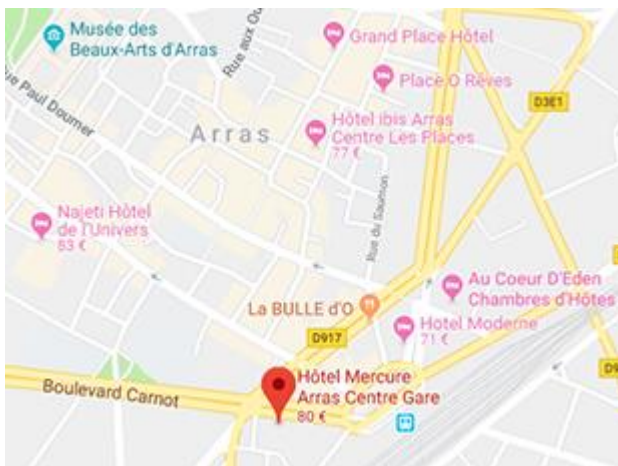 Musée des
Beaux-Arts d'Arras
Rue aux Ou
Grand Place Hôtel
Place O Rêves
D3E1
Rue Paul Doumer
Arras
Hôtel ibis Arras
Centre Les Places
77 €
Rue du Saumon
Najeti Hôtel
de l'Univers
83 €
Au Coeur D'Eden
Chambres d'Hôtes
La BULLE d'O
Hotel Moderne
71 €
D917
Hôtel Mercure
Arras Centre Gare
80 €
Boulevard Carnot